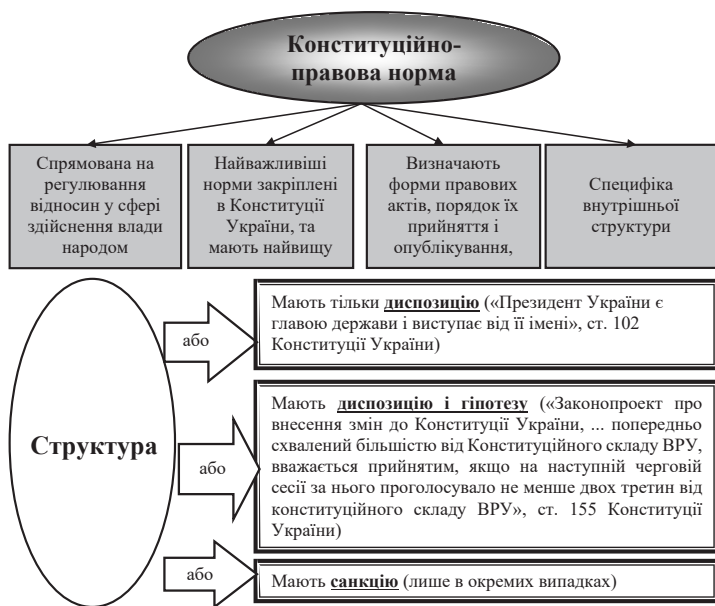 Конституційно-
правова норма
Спрямована на
регулювання
відносин у сфері
здійснення влади
народом
Найважливіші
норми закріплені
в Конституції
України, та
мають найвищу
Визначають
форми правових
актів, порядок їх
прийняття і
опублікування,
Специфіка
внутрішньої
структури
Структура
або
Мають тільки диспозицію («Президент України є
главою держави і виступає від її імені», ст. 102
Конституції України)
або
Мають диспозицію і гіпотезу («Законопроект про
внесення змін до Конституції України, ... попередньо
схвалений більшістю від Конституційного складу ВРУ,
вважається прийнятим, якщо на наступній черговій
сесії за нього проголосувало не менше двох третин від
конституційного складу ВРУ», ст. 155 Конституції
України)
або
Мають санкцію (лише в окремих випадках)